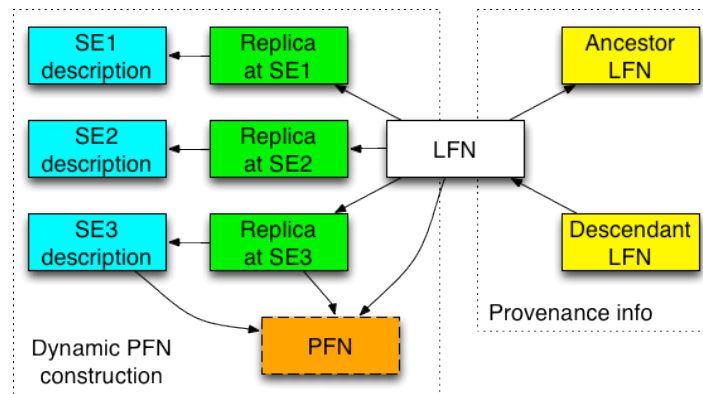 SE1
description
Replica
at SE1
Ancestor
LFN
SE2
description
Replica
at SE2
LFN
SE3
description
Replica
at SE3
Descendant
LFN
Provenance info
PFN
Dynamic PFN
construction